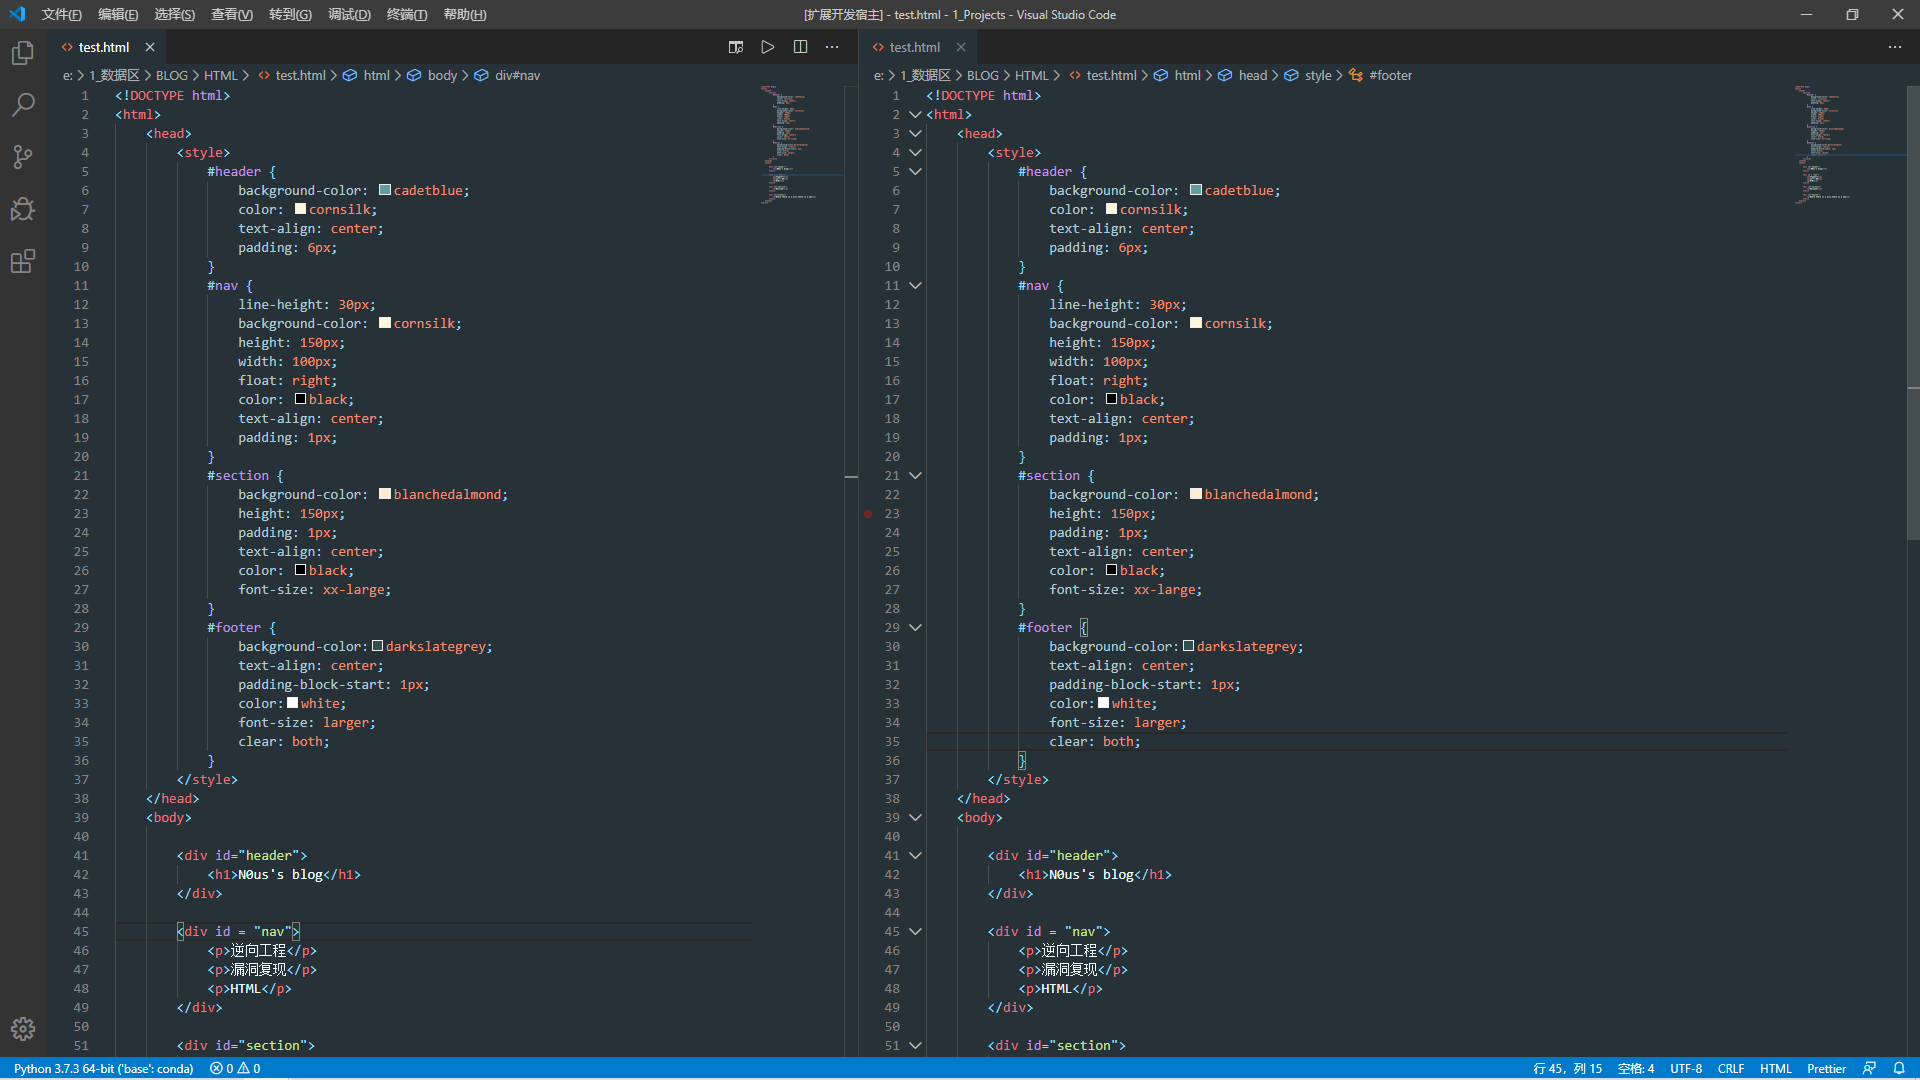 文件(F) 编辑(E) 选择(S) 查看(V) 转到(G) 调试(D) 终端(T) 帮助(H)
[扩展开发宿主] - test.html - 1_Projects - Visual Studio Code
test.html
e: > 1_数据区 > BLOG > HTML > test.html > html > body > div#nav
1 <!DOCTYPE html>
2 <html>
3 <head>
4 <style>
5 #header {
6 background-color: cadetblue;
7 color: cornsilk;
8 text-align: center;
9 padding: 6px;
10 }
11 #nav {
12 line-height: 30px;
13 background-color: cornsilk;
14 height: 150px;
15 width: 100px;
16 float: right;
17 color: black;
18 text-align: center;
19 padding: 1px;
20 }
21 #section {
22 background-color: blanchedalmond;
23 height: 150px;
24 padding: 1px;
25 text-align: center;
26 color: black;
27 font-size: xx-large;
28 }
29 #footer {
30 background-color: darkslategrey;
31 text-align: center;
32 padding-block-start: 1px;
33 color: white;
34 font-size: larger;
35 clear: both;
36 }
37 </style>
38 </head>
39 <body>
40
41 <div id="header">
42 <h1>N0us's blog</h1>
43 </div>
44
45 <div id = "nav">
46 <p>逆向工程</p>
47 <p>漏洞复现</p>
48 <p>HTML</p>
49 </div>
50
51 <div id="section">
test.html
e: > 1_数据区 > BLOG > HTML > test.html > html > head > style > #footer
1 <!DOCTYPE html>
2 <html>
3 <head>
4 <style>
5 #header {
6 background-color: cadetblue;
7 color: cornsilk;
8 text-align: center;
9 padding: 6px;
10 }
11 #nav {
12 line-height: 30px;
13 background-color: cornsilk;
14 height: 150px;
15 width: 100px;
16 float: right;
17 color: black;
18 text-align: center;
19 padding: 1px;
20 }
21 #section {
22 background-color: blanchedalmond;
23 height: 150px;
24 padding: 1px;
25 text-align: center;
26 color: black;
27 font-size: xx-large;
28 }
29 #footer {
30 background-color: darkslategrey;
31 text-align: center;
32 padding-block-start: 1px;
33 color: white;
34 font-size: larger;
35 clear: both;
36 }
37 </style>
38 </head>
39 <body>
40
41 <div id="header">
42 <h1>N0us's blog</h1>
43 </div>
44
45 <div id = "nav">
46 <p>逆向工程</p>
47 <p>漏洞复现</p>
48 <p>HTML</p>
49 </div>
50
51 <div id="section">
Python 3.7.3 64-bit ('base': conda) 0 0 行 45，列 15 空格: 4 UTF-8 CRLF HTML Prettier